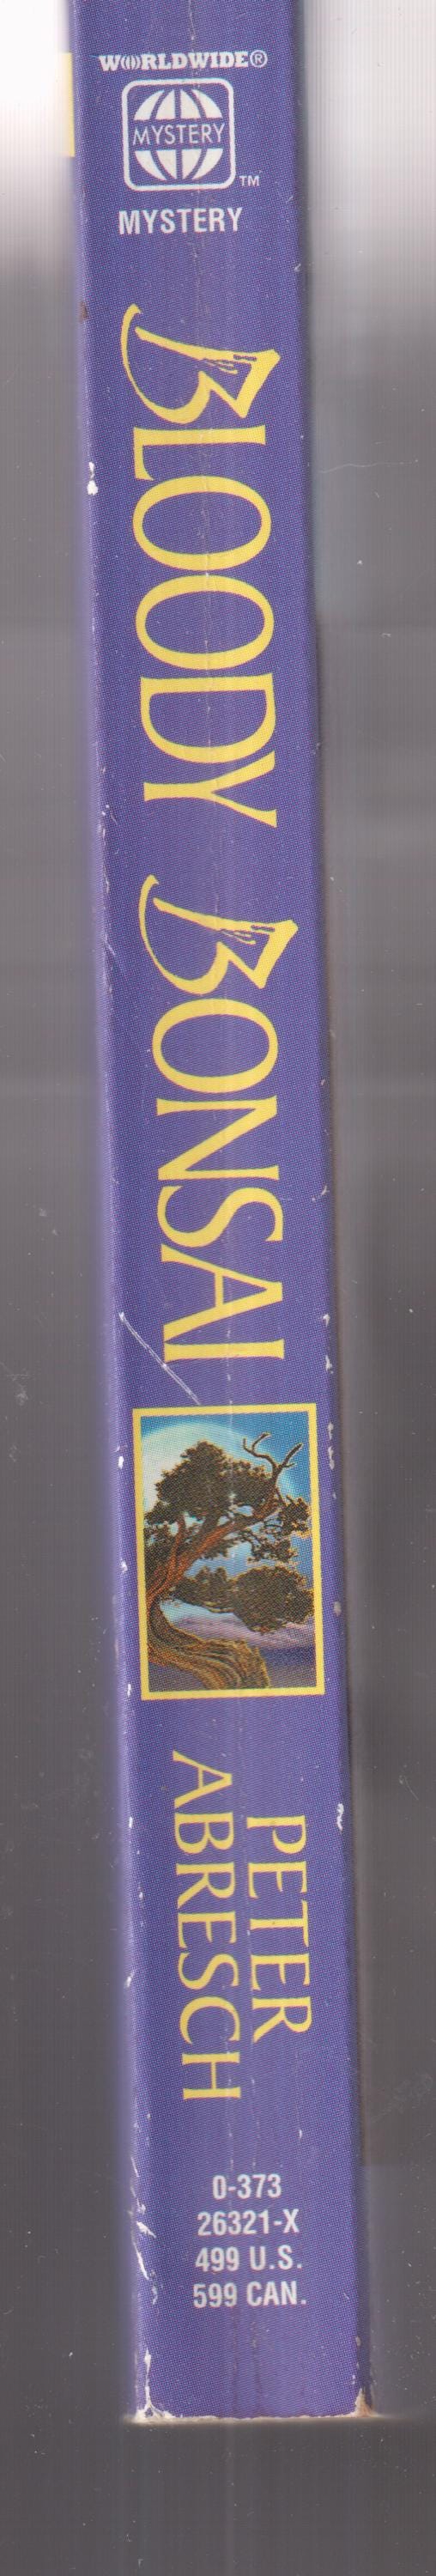 WORLDWIDE®
MYSTERY
TM
MYSTERY
BLOODY BONSAI
PETER
ABRESCH
0-373
26321-X
499 U.S.
599 CAN.